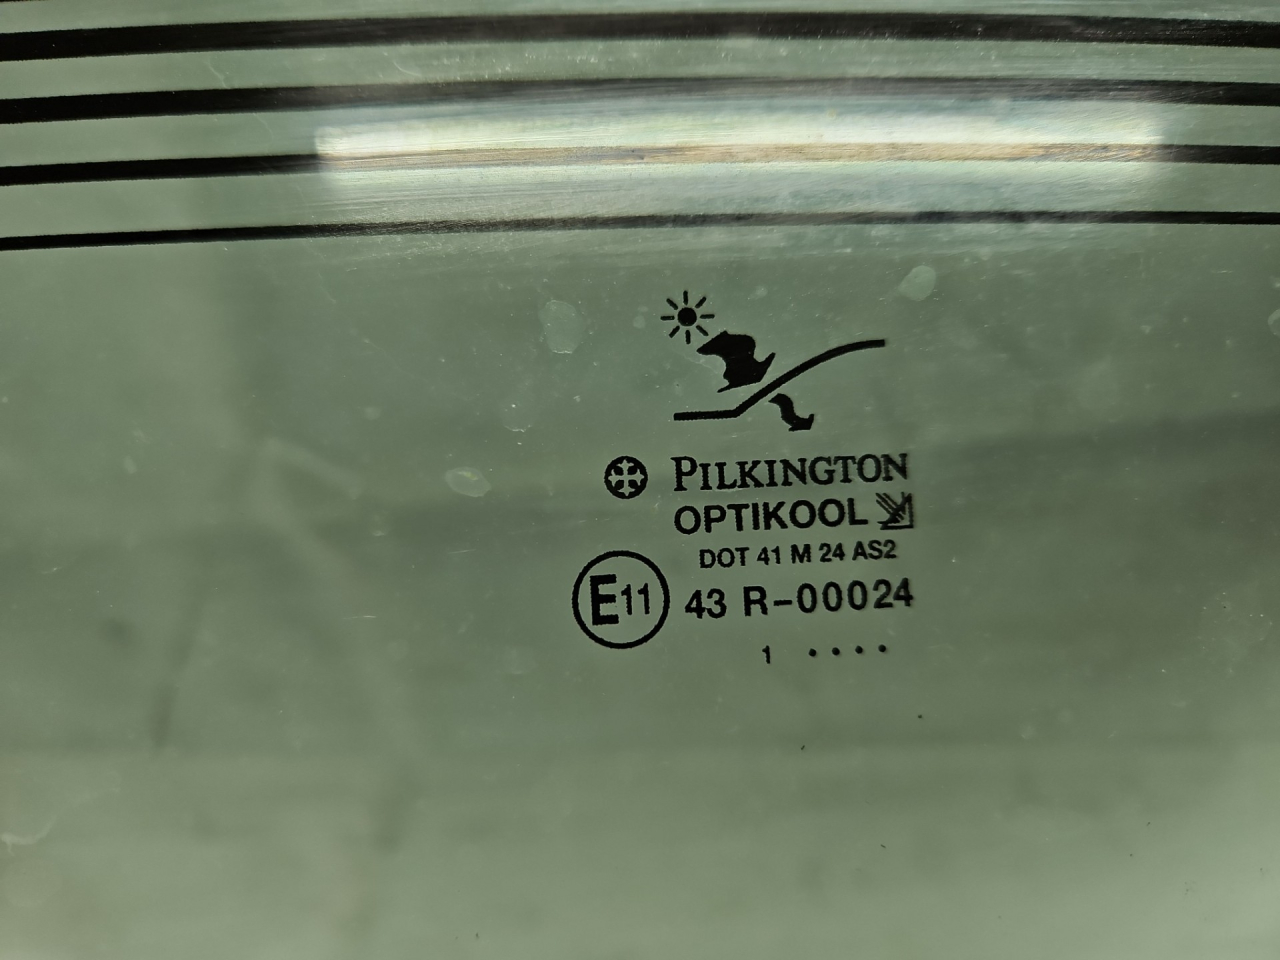 PILKINGTON
OPTIKOOL
DOT 41 M 24 AS2
E11 43 R-00024
1 ....